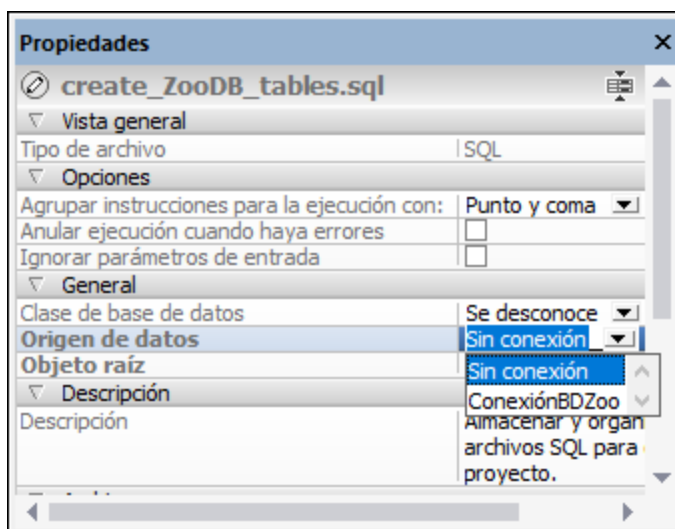 Propiedades
create_ZooDB_tables.sql
Vista general
Tipo de archivo SQL
Opciones
Agrupar instrucciones para la ejecución con: Punto y coma
Anular ejecución cuando haya errores
Ignorar parámetros de entrada
General
Clase de base de datos Se desconoce
Origen de datos Sin conexión
Objeto raíz Sin conexión
ConexiónBDZoo
Descripción
Descripción Almacenar y organ
archivos SQL para
proyecto.